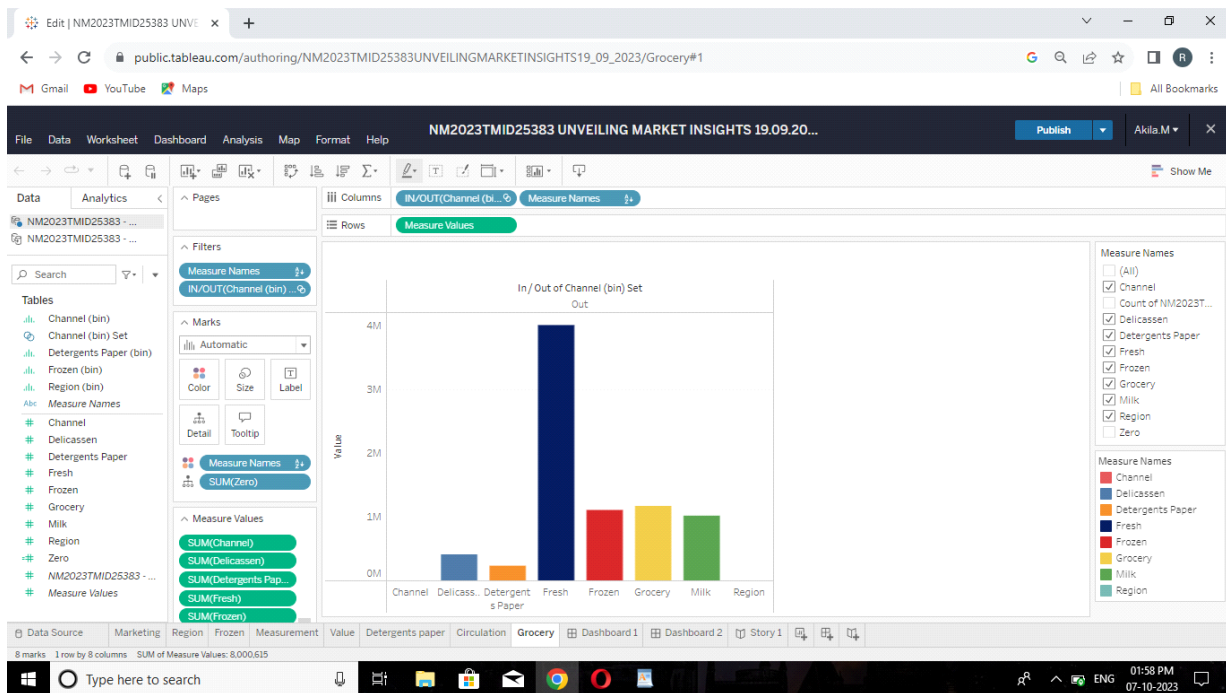 Edit | NM2023TMID25383 UNVE
public.tableau.com/authoring/NM2023TMID25383UNVEILINGMARKETINSIGHTS19_09_2023/Grocery#1
R
Gmail YouTube Maps
All Bookmarks
File Data Worksheet Dashboard Analysis Map Format Help
NM2023TMID25383 UNVEILING MARKET INSIGHTS 19.09.20...
Publish
Akila.M
Show Me
Data Analytics
NM2023TMID25383 - ...
NM2023TMID25383 - ...
Search
Tables
Channel (bin)
Channel (bin) Set
Detergents Paper (bin)
Frozen (bin)
Region (bin)
Abc Measure Names
# Channel
# Delicassen
# Detergents Paper
# Fresh
# Frozen
# Grocery
# Milk
# Region
=# Zero
# NM2023TMID25383 - ...
# Measure Values
Pages
Filters
Measure Names
IN/OUT(Channel (bin) ...
Marks
Automatic
Color Size Label
Detail Tooltip
Measure Names
SUM(Zero)
Measure Values
SUM(Channel)
SUM(Delicassen)
SUM(Detergents Pap...
SUM(Fresh)
SUM(Frozen)
Columns IN/OUT(Channel (bi... Measure Names
Rows Measure Values
In / Out of Channel (bin) Set
Out
Value
4M
3M
2M
1M
0M
Channel Delicass.. Detergent s Paper Fresh Frozen Grocery Milk Region
Measure Names
(All)
Channel
Count of NM2023T...
Delicassen
Detergents Paper
Fresh
Frozen
Grocery
Milk
Region
Zero
Measure Names
Channel
Delicassen
Detergents Paper
Fresh
Frozen
Grocery
Milk
Region
Data Source Marketing Region Frozen Measurement Value Detergents paper Circulation Grocery Dashboard 1 Dashboard 2 Story 1
8 marks 1 row by 8 columns SUM of Measure Values: 8,000,615
Type here to search
ENG
01:58 PM
07-10-2023